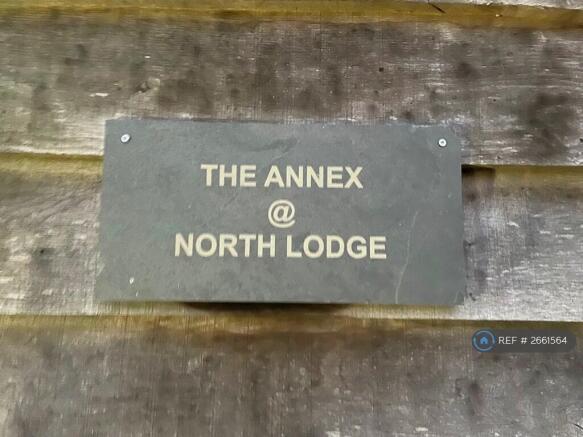 THE ANNEX
@
NORTH LODGE
REF # 2661564